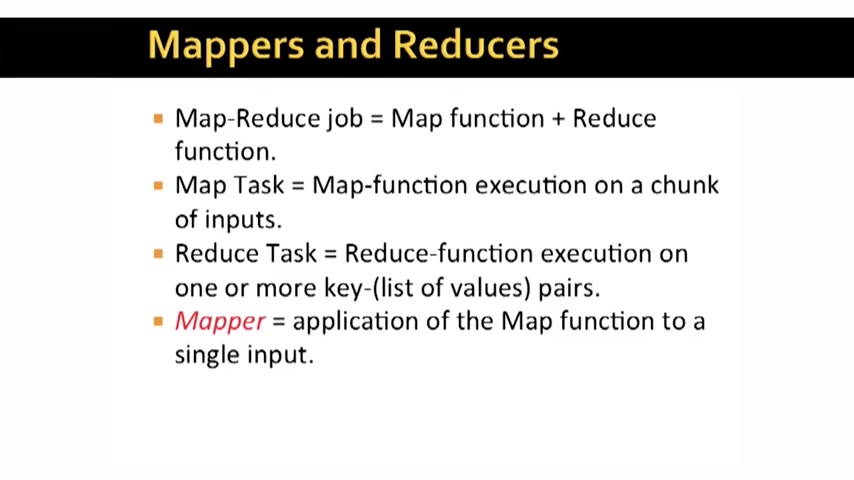 Mappers and Reducers
Map-Reduce job = Map function + Reduce
function.
Map Task = Map-function execution on a chunk
of inputs.
Reduce Task = Reduce-function execution on
one or more key-(list of values) pairs.
Mapper = application of the Map function to a
single input.